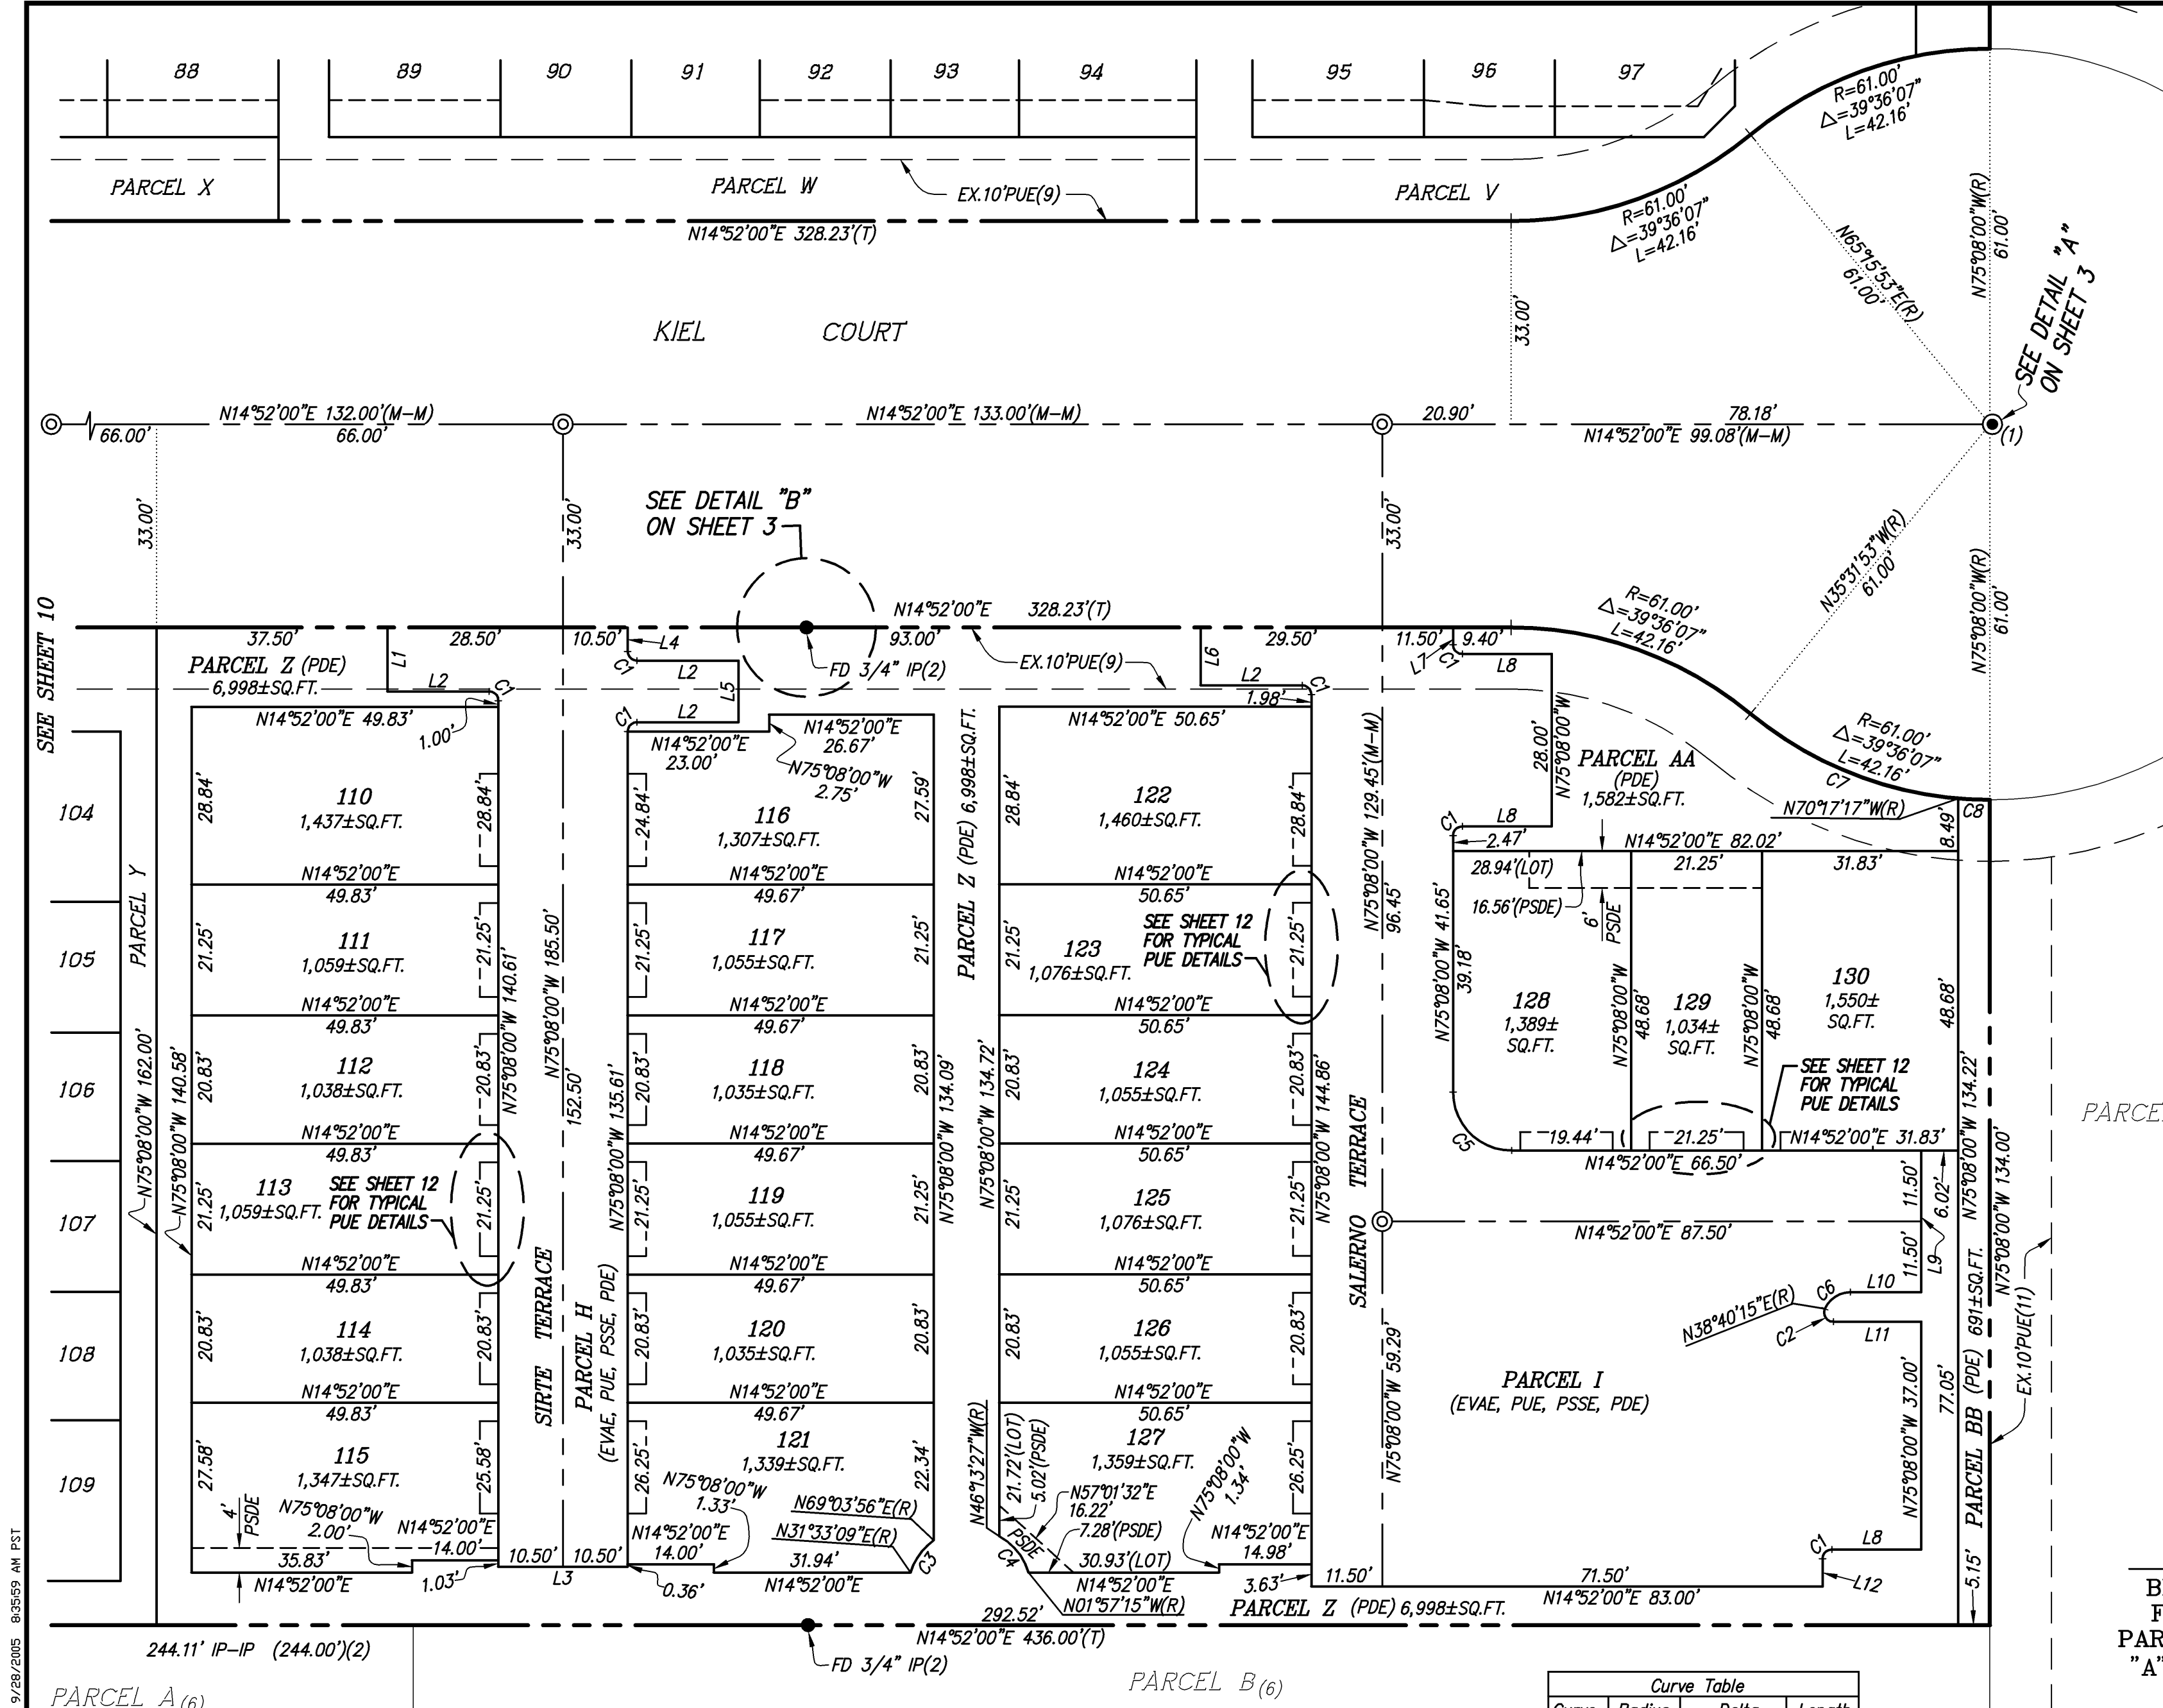 88
89
90
91
92
93
94
95
96
97
PARCEL X
PARCEL W
EX.10'PUE(9)
PARCEL V
N14°52'00"E 328.23'(T)
R=61.00'
△=39°36'07"
L=42.16'
R=61.00'
△=39°36'07"
L=42.16'
N75°08'00"W(R)
61.00'
N65°15'53"E(R)
61.00'
SEE DETAIL "A"
ON SHEET 3
33.00'
KIEL COURT
N14°52'00"E 132.00'(M-M)
66.00'
66.00'
N14°52'00"E 133.00'(M-M)
20.90'
78.18'
N14°52'00"E 99.08'(M-M)
(1)
33.00'
33.00'
33.00'
SEE DETAIL "B"
ON SHEET 3
N35°31'53"W(R)
61.00'
N75°08'00"W(R)
61.00'
SEE SHEET 10
37.50'
28.50'
10.50'
L4
N14°52'00"E 328.23'(T)
93.00'
29.50'
11.50'
9.40'
R=61.00'
△=39°36'07"
L=42.16'
PARCEL Z (PDE)
6,998±SQ.FT.
L1
L2
C1
C1
L2
L5
L2
C1
FD 3/4" IP(2)
EX.10'PUE(9)
L6
L2
C1
1.98'
L7
C1
L8
28.00'
N75°08'00"W
R=61.00'
△=39°36'07"
L=42.16'
C7
N70°17'17"W(R)
C8
8.49'
N14°52'00"E 49.83'
1.00'
N14°52'00"E
23.00'
N14°52'00"E
26.67'
N75°08'00"W
2.75'
N14°52'00"E 50.65'
PARCEL AA
(PDE)
1,582±SQ.FT.
L8
C1
2.47'
N14°52'00"E 82.02'
28.94'(LOT)
21.25'
31.83'
16.56'(PSDE)
6'
PSDE
104
105
106
107
108
109
PARCEL Y
N75°08'00"W 162.00'
N75°08'00"W 140.58'
28.84'
110
1,437±SQ.FT.
28.84'
N14°52'00"E
49.83'
21.25'
111
1,059±SQ.FT.
21.25'
N14°52'00"E
49.83'
20.83'
112
1,038±SQ.FT.
20.83'
N14°52'00"E
49.83'
21.25'
113
1,059±SQ.FT.
SEE SHEET 12
FOR TYPICAL
PUE DETAILS
21.25'
N14°52'00"E
49.83'
20.83'
114
1,038±SQ.FT.
20.83'
N14°52'00"E
49.83'
27.58'
115
1,347±SQ.FT.
25.58'
4'
PSDE
N75°08'00"W
2.00'
N14°52'00"E
14.00'
35.83'
N14°52'00"E
1.03'
N75°08'00"W 140.61'
N75°08'00"W 185.50'
152.50'
SIRTE TERRACE
PARCEL H
(EVAE, PUE, PSSE, PDE)
N75°08'00"W 135.61'
10.50'
10.50'
L3
0.36'
24.84'
116
1,307±SQ.FT.
27.59'
N14°52'00"E
49.67'
21.25'
117
1,055±SQ.FT.
21.25'
N14°52'00"E
49.67'
20.83'
118
1,035±SQ.FT.
20.83'
N14°52'00"E
49.67'
21.25'
119
1,055±SQ.FT.
21.25'
N14°52'00"E
49.67'
20.83'
120
1,035±SQ.FT.
20.83'
N14°52'00"E
49.67'
26.25'
121
1,339±SQ.FT.
22.34'
N75°08'00"W
1.33'
N69°03'56"E(R)
N31°33'09"E(R)
N14°52'00"E
14.00'
31.94'
N14°52'00"E
C3
N75°08'00"W 134.09'
PARCEL Z (PDE) 6,998±SQ.FT.
N75°08'00"W 134.72'
28.84'
122
1,460±SQ.FT.
28.84'
N14°52'00"E
50.65'
21.25'
123
1,076±SQ.FT.
SEE SHEET 12
FOR TYPICAL
PUE DETAILS
21.25'
N14°52'00"E
50.65'
20.83'
124
1,055±SQ.FT.
20.83'
N14°52'00"E
50.65'
21.25'
125
1,076±SQ.FT.
21.25'
N14°52'00"E
50.65'
20.83'
126
1,055±SQ.FT.
20.83'
N14°52'00"E
50.65'
N46°13'27"W(R)
21.72'(LOT)
5.02'(PSDE)
127
1,359±SQ.FT.
N75°08'00"W
1.34'
26.25'
N57°01'32"E
16.22'
PSDE
7.28'(PSDE)
C4
30.93'(LOT)
N14°52'00"E
N01°57'15"W(R)
N14°52'00"E
14.98'
3.63'
N75°08'00"W 144.86'
N75°08'00"W 129.45'(M-M)
96.45'
SALERNO TERRACE
N75°08'00"W 59.29'
N75°08'00"W 41.65'
39.18'
128
1,389±
SQ.FT.
N75°08'00"W
48.68'
129
1,034±
SQ.FT.
N75°08'00"W
48.68'
130
1,550±
SQ.FT.
48.68'
SEE SHEET 12
FOR TYPICAL
PUE DETAILS
C5
19.44'
21.25'
N14°52'00"E 31.83'
N14°52'00"E 66.50'
N14°52'00"E 87.50'
11.50'
11.50'
6.02'
L9
C6
L10
N38°40'15"E(R)
C2
L11
PARCEL I
(EVAE, PUE, PSSE, PDE)
N75°08'00"W 37.00'
77.05'
C1
L8
L12
11.50'
71.50'
N14°52'00"E 83.00'
N75°08'00"W 134.22'
PARCEL BB (PDE) 691±SQ.FT.
N75°08'00"W 134.00'
EX.10'PUE(11)
5.15'
PARCEL Z (PDE) 6,998±SQ.FT.
292.52'
N14°52'00"E 436.00'(T)
244.11' IP-IP (244.00')(2)
FD 3/4" IP(2)
PARCEL A(6)
PARCEL B(6)
Curve Table
9/28/2005 8:35:59 AM PST